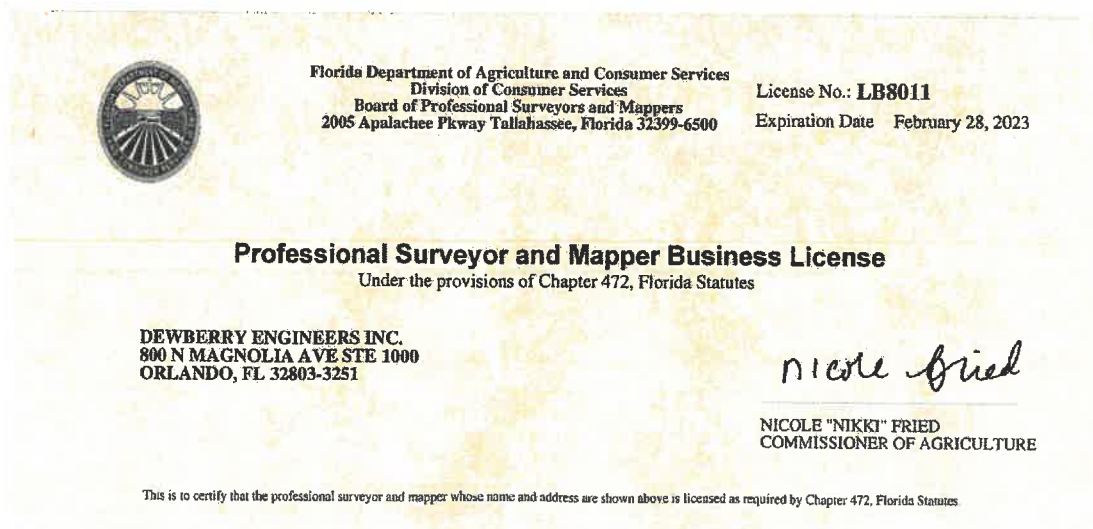 Florida Department of Agriculture and Consumer Services
Division of Consumer Services
Board of Professional Surveyors and Mappers
2005 Apalachee Pkway Tallahassee, Florida 32399-6500
License No.: LB8011
Expiration Date February 28, 2023
Professional Surveyor and Mapper Business License
Under the provisions of Chapter 472, Florida Statutes
DEWBERRY ENGINEERS INC.
800 N MAGNOLIA AVE STE 1000
ORLANDO, FL 32803-3251
nicole fried
NICOLE "NIKKI" FRIED
COMMISSIONER OF AGRICULTURE
This is to certify that the professional surveyor and mapper whose name and address are shown above is licensed as required by Chapter 472, Florida Statutes.